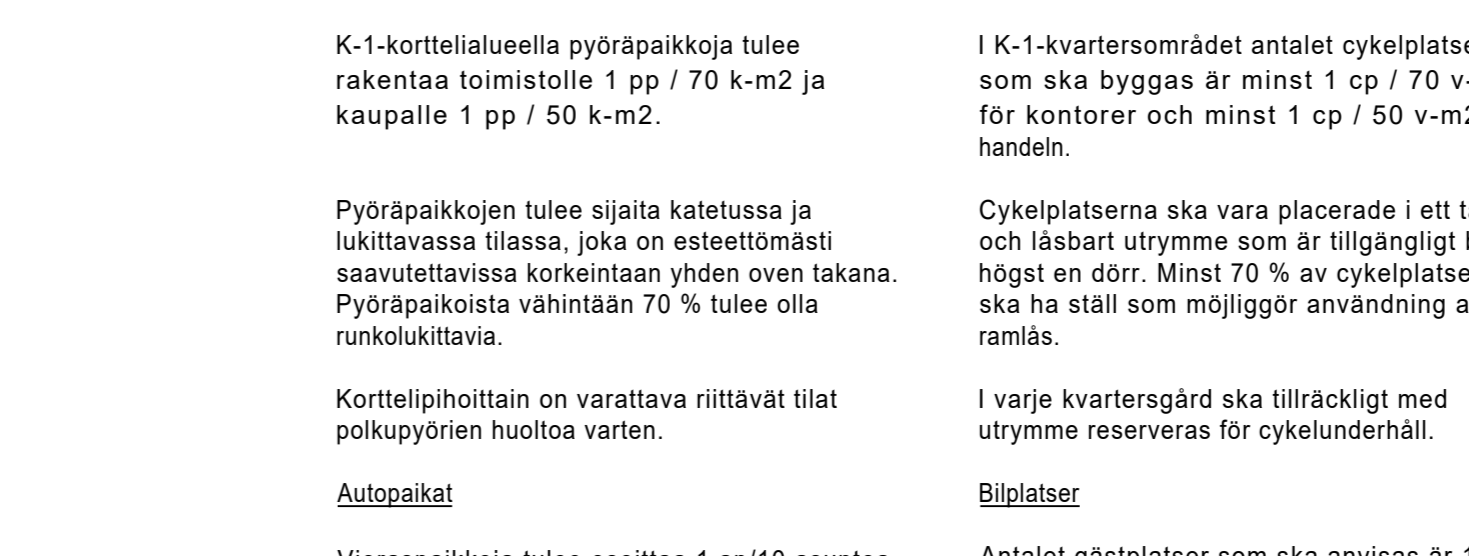 K-1-korttelialueella pyöräpaikkoja tulee
rakentaa toimistolle 1 pp / 70 k-m2 ja
kaupalle 1 pp / 50 k-m2.
Pyöräpaikkojen tulee sijaita katetussa ja
lukittavassa tilassa, joka on esteettömästi
saavutettavissa korkeintaan yhden oven takana.
Pyöräpaikoista vähintään 70 % tulee olla
runkolukittavia.
Korttelipihoittain on varattava riittävät tilat
polkupyörien huoltoa varten.
Autopaikat
I K-1-kvartersområdet antalet
som ska byggas är minst 1 cp / 70
för kontorer och minst 1 cp / 50
handeln.
Cykelplatserna ska vara placerade i ett
och låsbart utrymme som är tillgängligt
högst en dörr. Minst 70 % av
ska ha ställ som möjliggör användning
ramlås.
I varje kvartersgård ska tillräckligt med
utrymme reserveras för cykelunderhåll.
Bilplatser